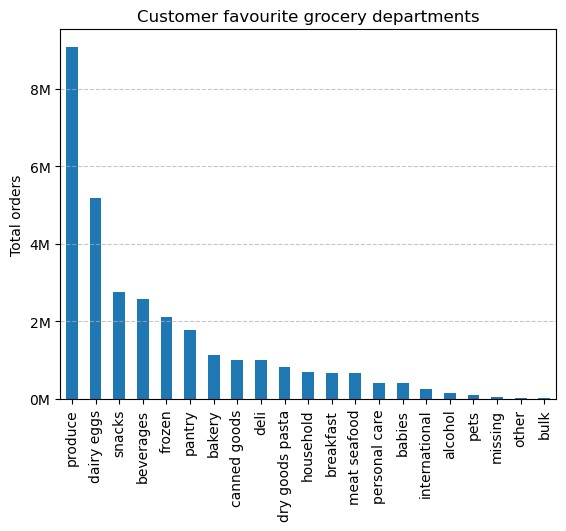 Customer favourite grocery departments
Total orders
8M
6M
4M
2M
0M
produce
dairy eggs
snacks
beverages
frozen
pantry
bakery
canned goods
deli
dry goods pasta
household
breakfast
meat seafood
personal care
babies
international
alcohol
pets
missing
other
bulk